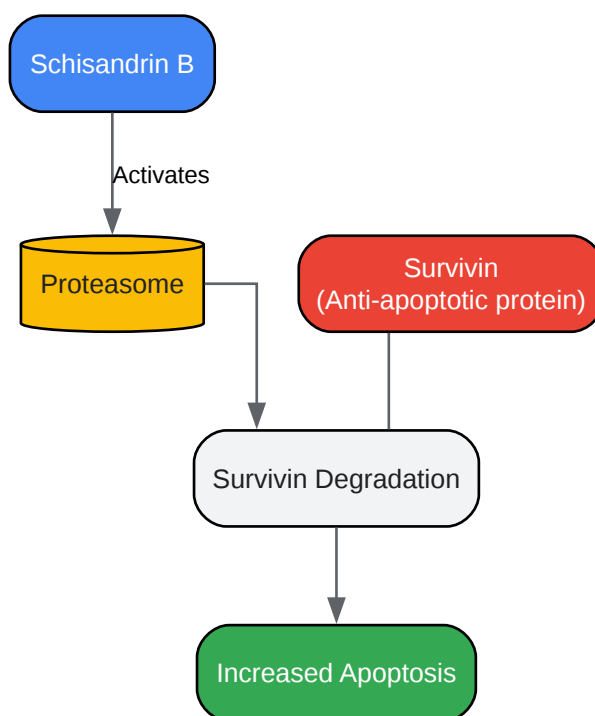 Schisandrin B
Activates
Proteasome
Survivin
(Anti-apoptotic protein)
Survivin Degradation
Increased Apoptosis